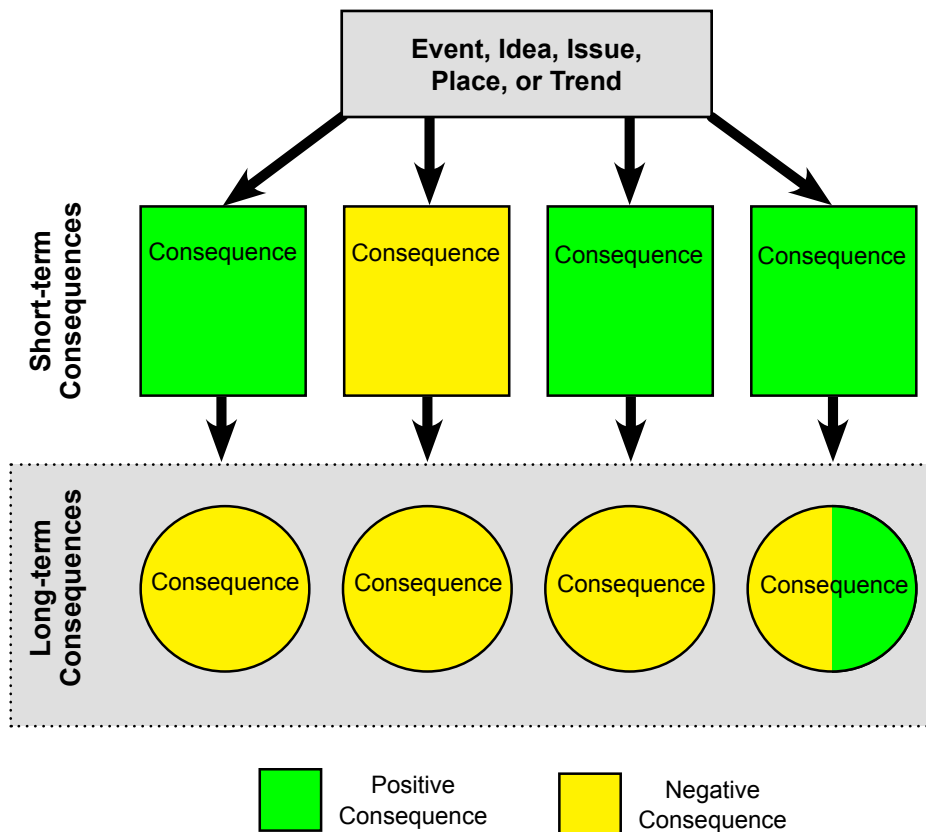 Event, Idea, Issue,
Place, or Trend
Short-term
Consequences
Consequence
Consequence
Consequence
Consequence
Long-term
Consequences
Consequence
Consequence
Consequence
Consequence
Positive
Consequence
Negative
Consequence